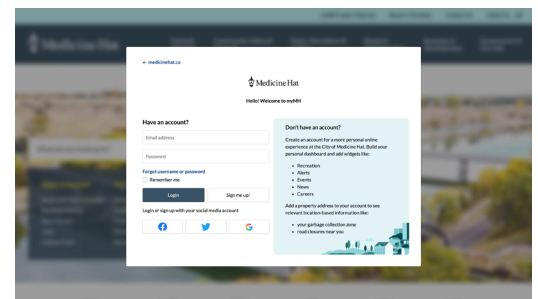 ← medicinehat.ca
Medicine Hat
Hello! Welcome to myMH
Have an account?
Email address
Password
Forgot username or password
Remember me
Login
Sign me up!
Login or sign up with your social media account
Don't have an account?
Create an account for a more personal online
experience at the City of Medicine Hat. Build your
personal dashboard and add widgets like:
• Recreation
• Alerts
• Events
• News
• Careers
Add a property address to your account to see
relevant location-based information like:
• your garbage collection zone
• road closures near you